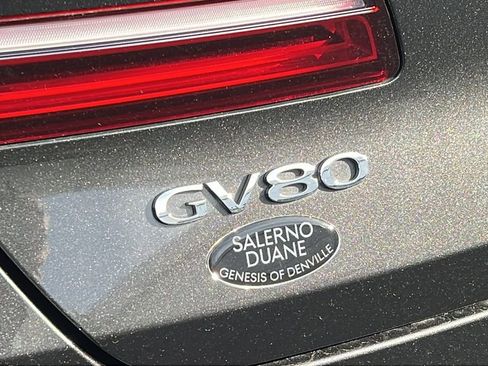 GV80
SALERNO
DUANE
GENESIS OF DENVILLE